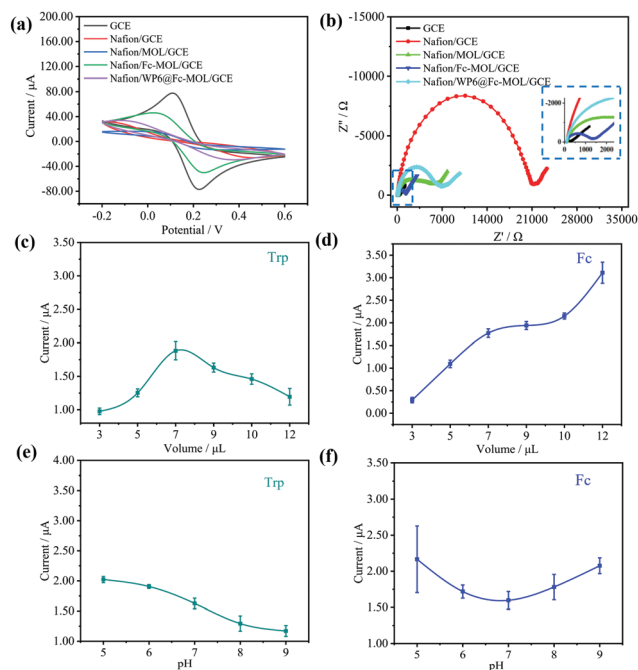 (a)
GCE
Nafion/GCE
Nafion/MOL/GCE
Nafion/Fc-MOL/GCE
Nafion/WP6@Fc-MOL/GCE
120.00
80.00
40.00
0.00
-40.00
-80.00
Current / μA
-0.2
0.0
0.2
0.4
0.6
Potential / V
(b)
GCE
Nafion/GCE
Nafion/MOL/GCE
Nafion/Fc-MOL/GCE
Nafion/WP6@Fc-MOL/GCE
-15000
-10000
-5000
0
Z'' / Ω
0
7000
14000
21000
28000
35000
Z' / Ω
-2000
0
0
1000
2000
(c)
Trp
3.50
3.00
2.50
2.00
1.50
1.00
Current / μA
3
5
7
9
10
12
Volume / μL
(d)
Fc
3.50
3.00
2.50
2.00
1.50
1.00
0.50
0.00
Current / μA
3
5
7
9
10
12
Volume / μL
(e)
Trp
4.00
3.50
3.00
2.50
2.00
1.50
1.00
Current / μA
5
6
7
8
9
pH
(f)
Fc
3.50
3.00
2.50
2.00
1.50
1.00
Current / μA
5
6
7
8
9
pH